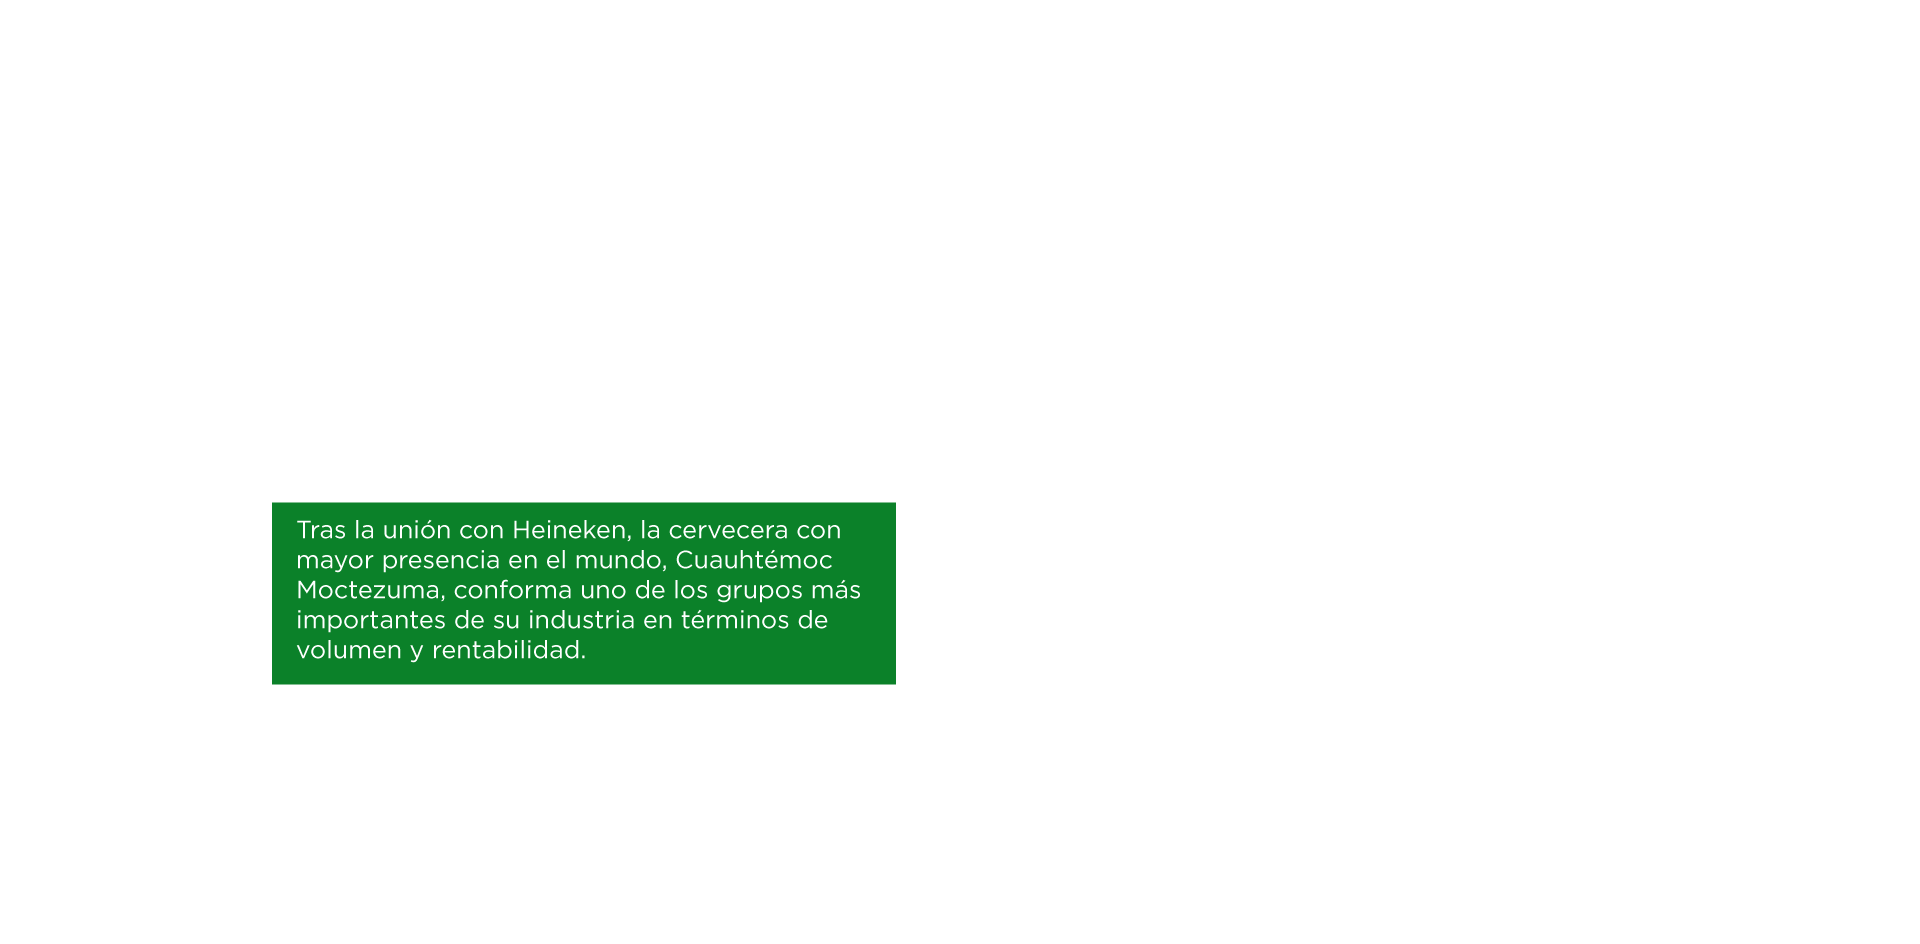 Tras la unión con Heineken, la cervecera con
mayor presencia en el mundo, Cuauhtémoc
Moctezuma, conforma uno de los grupos más
importantes de su industria en términos de
volumen y rentabilidad.